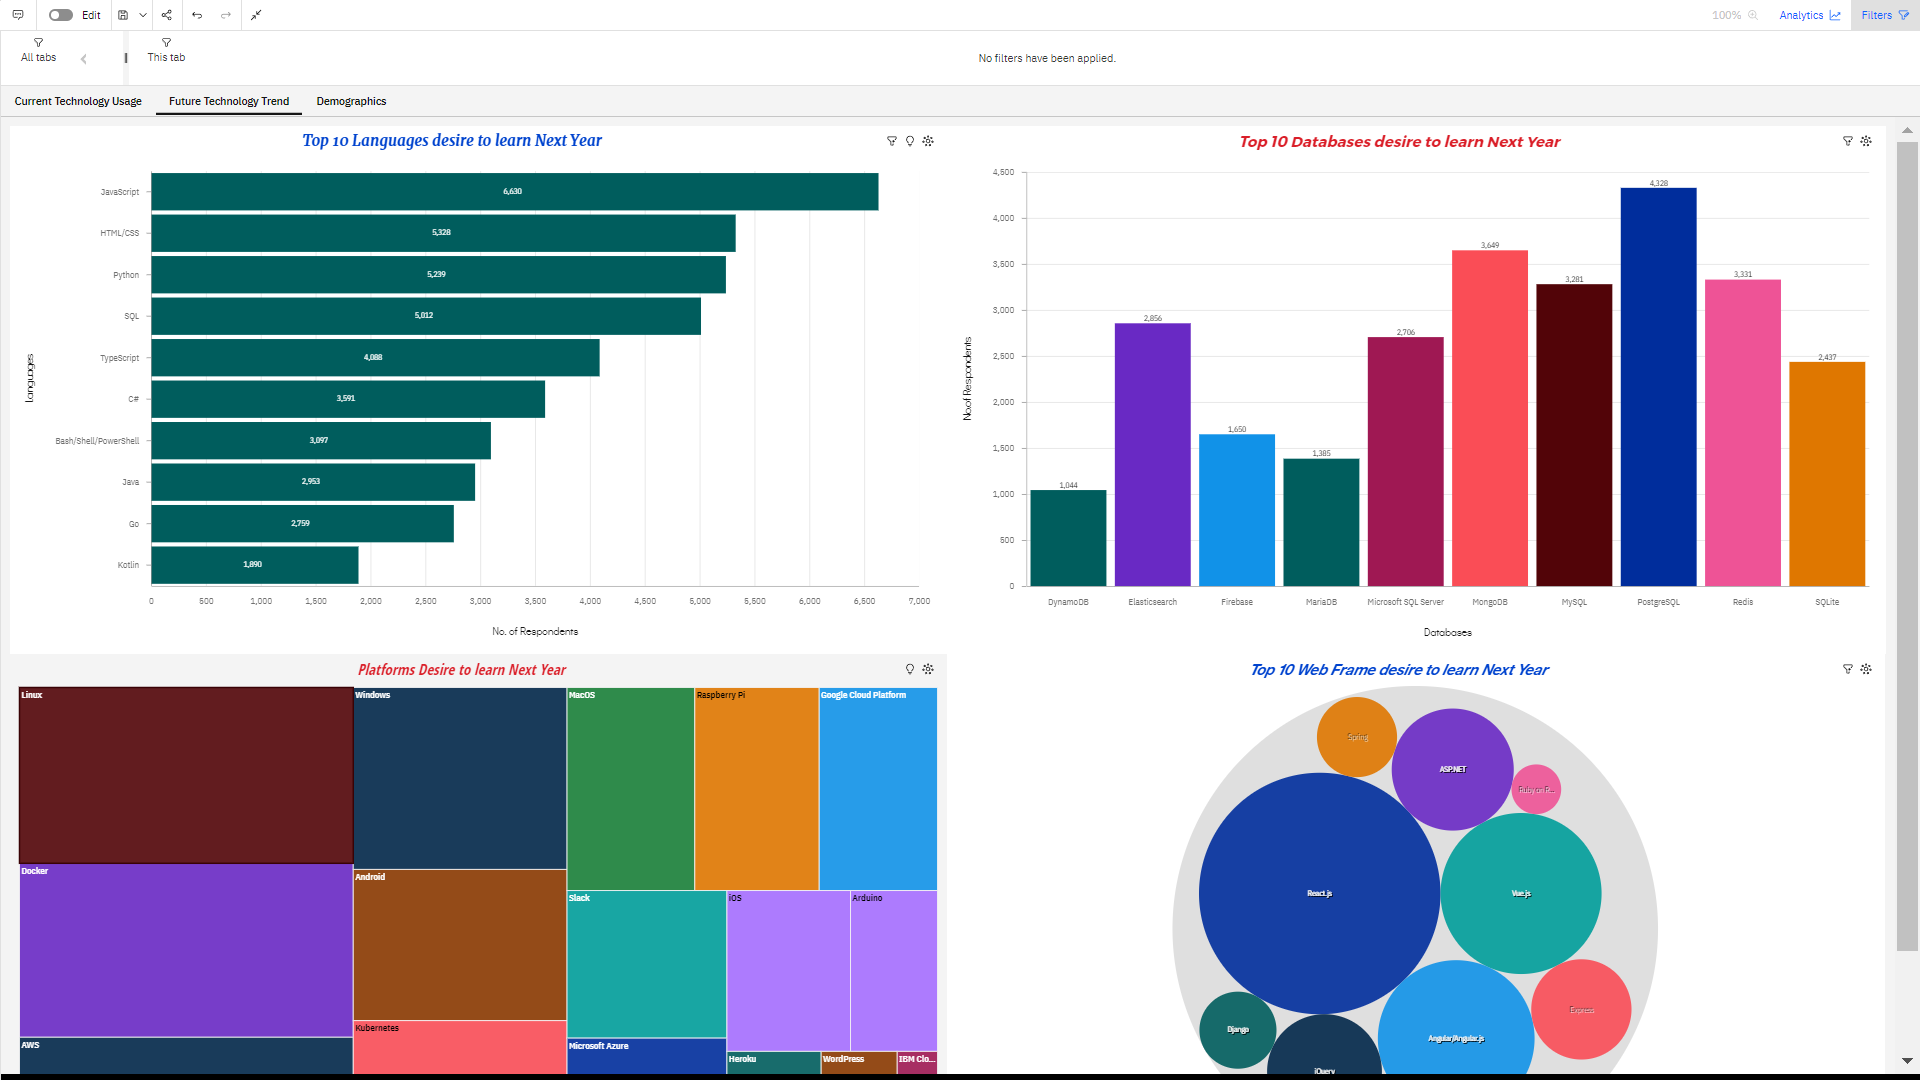 Edit
100%
Analytics
Filters
All tabs
This tab
No filters have been applied.
Current Technology Usage
Future Technology Trend
Demographics
Top 10 Languages desire to learn Next Year
Languages
JavaScript
6,630
HTML/CSS
5,328
Python
5,239
SQL
5,012
TypeScript
4,088
C#
3,591
Bash/Shell/PowerShell
3,097
Java
2,953
Go
2,759
Kotlin
1,890
0 500 1,000 1,500 2,000 2,500 3,000 3,500 4,000 4,500 5,000 5,500 6,000 6,500 7,000
No. of Respondents
Top 10 Databases desire to learn Next Year
No.of Respondents
4,500
4,000
3,500
3,000
2,500
2,000
1,500
1,000
500
0
1,044
2,856
1,650
1,385
2,706
3,649
3,281
4,328
3,331
2,437
DynamoDB Elasticsearch Firebase MariaDB Microsoft SQL Server MongoDB MySQL PostgreSQL Redis SQLite
Databases
Platforms Desire to learn Next Year
Linux
Windows
MacOS
Raspberry Pi
Google Cloud Platform
Docker
Android
Slack
iOS
Arduino
Kubernetes
AWS
Microsoft Azure
Heroku
WordPress
IBM Clo...
Top 10 Web Frame desire to learn Next Year
Spring
ASP.NET
Ruby on R...
React.js
Vue.js
Express
Django
Angular/Angular.js
jQuery